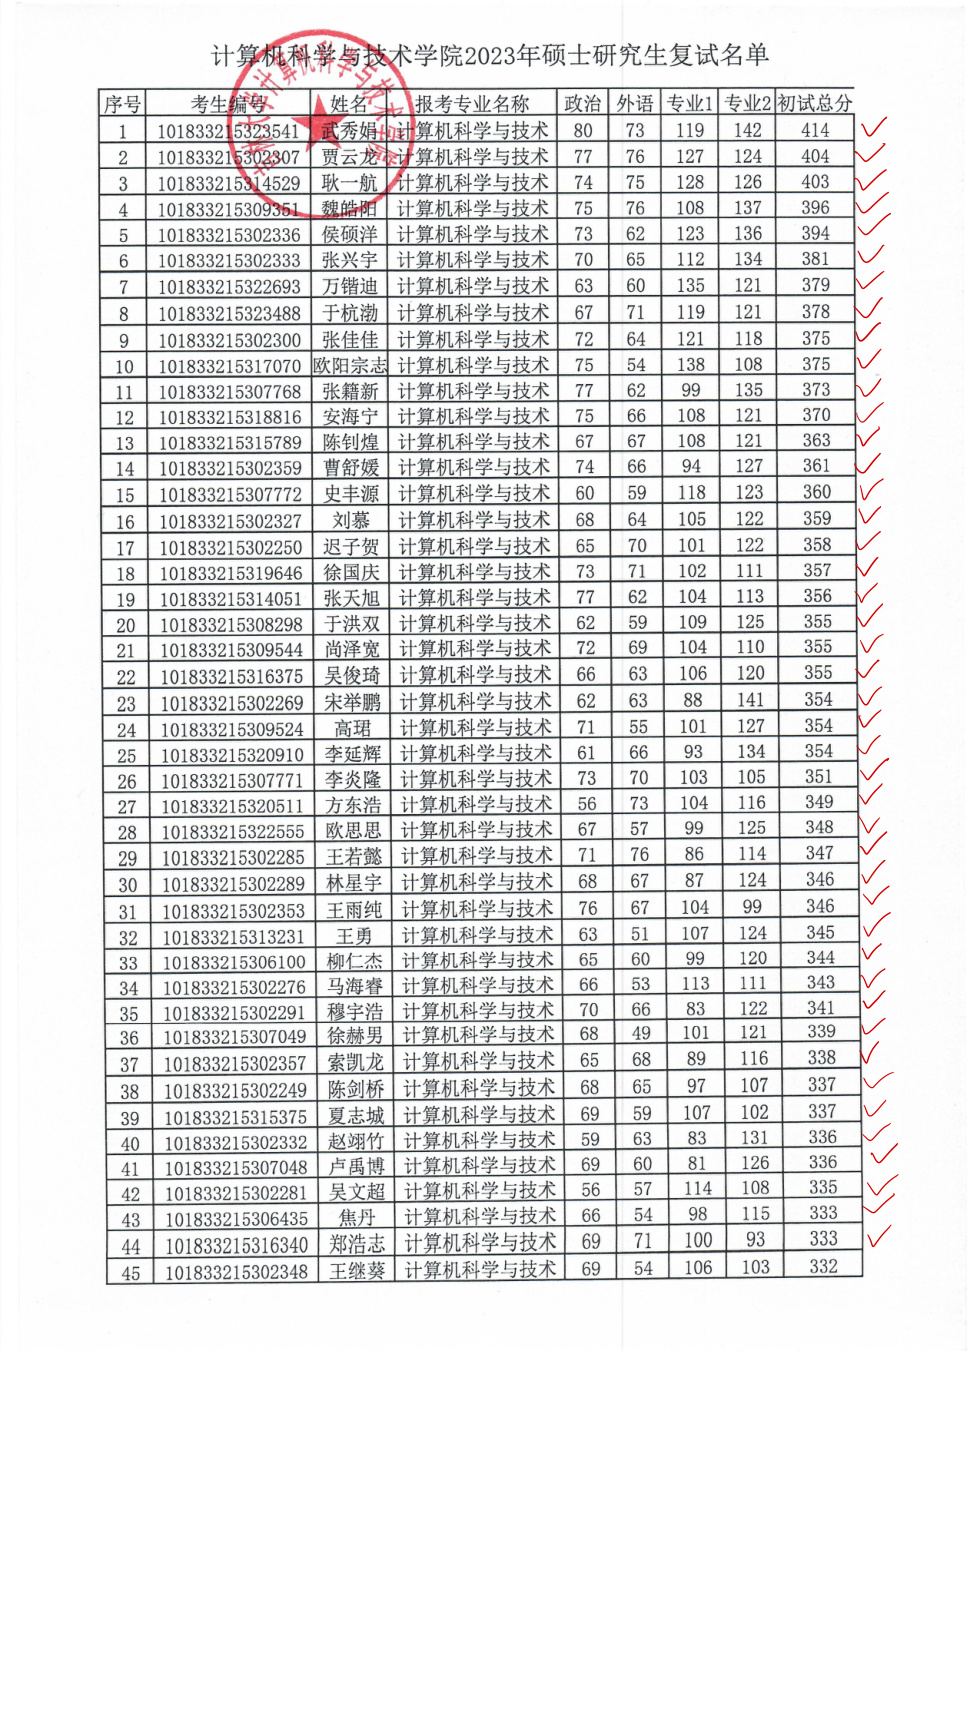 计算机科学与技术学院2023年硕士研究生复试名单
序号 考生编号 姓名 报考专业名称 政治 外语 专业1 专业2 初试总分
1 101833215323541 武秀娟 计算机科学与技术 80 73 119 142 414
2 101833215302307 贾云龙 计算机科学与技术 77 76 127 124 404
3 101833215314529 耿一航 计算机科学与技术 74 75 128 126 403
4 101833215309351 魏皓阳 计算机科学与技术 75 76 108 137 396
5 101833215302336 侯硕洋 计算机科学与技术 73 62 123 136 394
6 101833215302333 张兴宇 计算机科学与技术 70 65 112 134 381
7 101833215322693 万锴迪 计算机科学与技术 63 60 135 121 379
8 101833215323488 于杭渤 计算机科学与技术 67 71 119 121 378
9 101833215302300 张佳佳 计算机科学与技术 72 64 121 118 375
10 101833215317070 欧阳宗志 计算机科学与技术 75 54 138 108 375
11 101833215307768 张籍新 计算机科学与技术 77 62 99 135 373
12 101833215318816 安海宁 计算机科学与技术 75 66 108 121 370
13 101833215315789 陈钊煌 计算机科学与技术 67 67 108 121 363
14 101833215302359 曹舒媛 计算机科学与技术 74 66 94 127 361
15 101833215307772 史丰源 计算机科学与技术 60 59 118 123 360
16 101833215302327 刘慕 计算机科学与技术 68 64 105 122 359
17 101833215302250 迟子贺 计算机科学与技术 65 70 101 122 358
18 101833215319646 徐国庆 计算机科学与技术 73 71 102 111 357
19 101833215314051 张天旭 计算机科学与技术 77 62 104 113 356
20 101833215308298 于洪双 计算机科学与技术 62 59 109 125 355
21 101833215309544 尚泽宽 计算机科学与技术 72 69 104 110 355
22 101833215316375 吴俊琦 计算机科学与技术 66 63 106 120 355
23 101833215302269 宋举鹏 计算机科学与技术 62 63 88 141 354
24 101833215309524 高珺 计算机科学与技术 71 55 101 127 354
25 101833215320910 李延辉 计算机科学与技术 61 66 93 134 354
26 101833215307771 李炎隆 计算机科学与技术 73 70 103 105 351
27 101833215320511 方东浩 计算机科学与技术 56 73 104 116 349
28 101833215322555 欧思思 计算机科学与技术 67 57 99 125 348
29 101833215302285 王若懿 计算机科学与技术 71 76 86 114 347
30 101833215302289 林星宇 计算机科学与技术 68 67 87 124 346
31 101833215302353 王雨纯 计算机科学与技术 76 67 104 99 346
32 101833215313231 王勇 计算机科学与技术 63 51 107 124 345
33 101833215306100 柳仁杰 计算机科学与技术 65 60 99 120 344
34 101833215302276 马海睿 计算机科学与技术 66 53 113 111 343
35 101833215302291 穆宇浩 计算机科学与技术 70 66 83 122 341
36 101833215307049 徐赫男 计算机科学与技术 68 49 101 121 339
37 101833215302357 索凯龙 计算机科学与技术 65 68 89 116 338
38 101833215302249 陈剑桥 计算机科学与技术 68 65 97 107 337
39 101833215315375 夏志城 计算机科学与技术 69 59 107 102 337
40 101833215302332 赵翊竹 计算机科学与技术 59 63 83 131 336
41 101833215307048 卢禹博 计算机科学与技术 69 60 81 126 336
42 101833215302281 吴文超 计算机科学与技术 56 57 114 108 335
43 101833215306435 焦丹 计算机科学与技术 66 54 98 115 333
44 101833215316340 郑浩志 计算机科学与技术 69 71 100 93 333
45 101833215302348 王继葵 计算机科学与技术 69 54 106 103 332
吉林大学计算机科学与技术学院